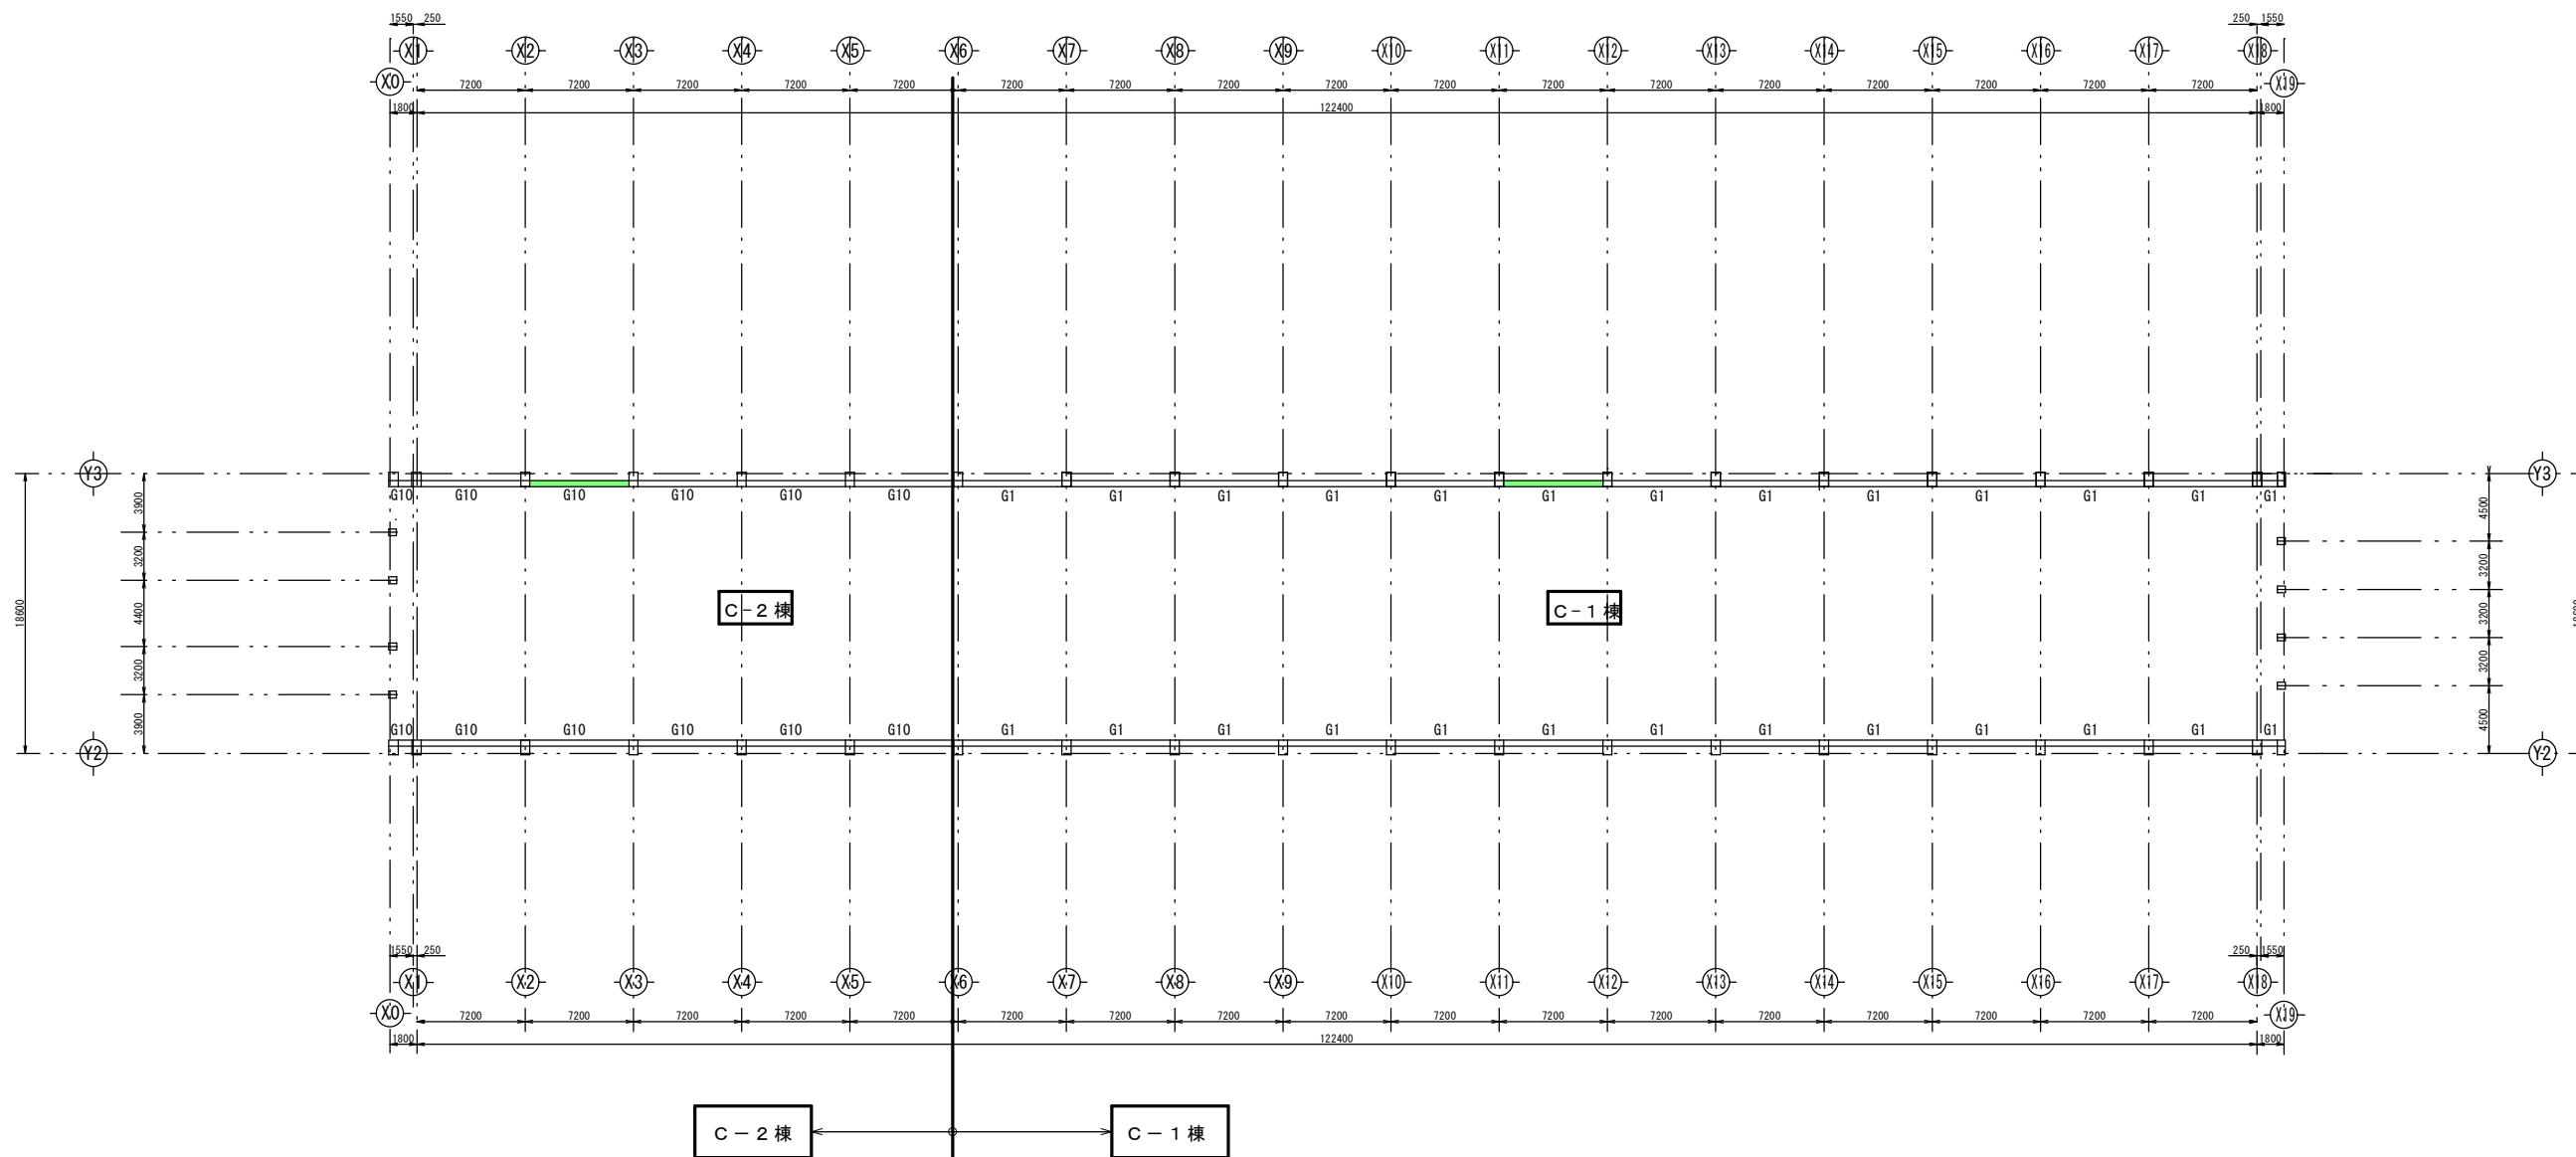 1550 250 250 1550
X1 X2 X3 X4 X5 X6 X7 X8 X9 X10 X11 X12 X13 X14 X15 X16 X17 X18
X0 X19
7200 7200 7200 7200 7200 7200 7200 7200 7200 7200 7200 7200 7200 7200 7200 7200 7200
1800 122400 1800
Y3 Y3
G10 G10 G10 G10 G10 G10 G1 G1 G1 G1 G1 G1 G1 G1 G1 G1 G1 G1 G1
3900 4500
3200 3200
18600 4400 C-2棟 C-1棟 3200
3200 3200
3900 4500
G10 G10 G10 G10 G10 G10 G1 G1 G1 G1 G1 G1 G1 G1 G1 G1 G1 G1 G1
Y2 Y2
1550 250 250 1550
X1 X2 X3 X4 X5 X6 X7 X8 X9 X10 X11 X12 X13 X14 X15 X16 X17 X18
X0 X19
7200 7200 7200 7200 7200 7200 7200 7200 7200 7200 7200 7200 7200 7200 7200 7200 7200
1800 122400 1800
C－2棟 C－1棟